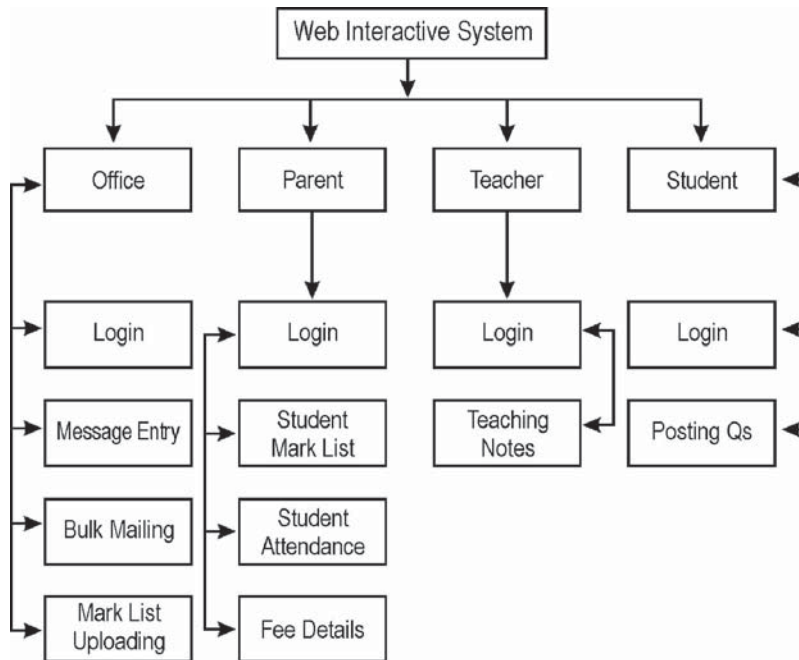 Web Interactive System
Office
Parent
Teacher
Student
Login
Login
Login
Login
Message Entry
Student
Mark List
Teaching
Notes
Posting Qs
Bulk Mailing
Student
Attendance
Mark List
Uploading
Fee Details